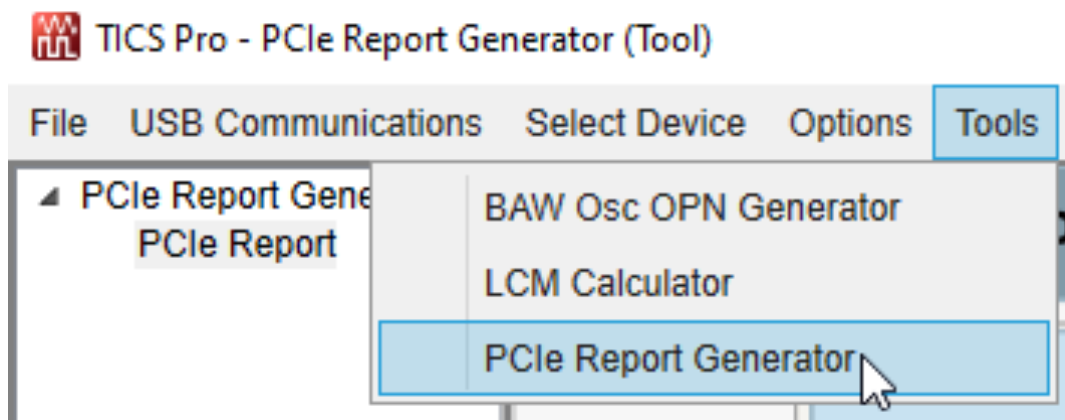 TICS Pro - PCIe Report Generator (Tool)
File USB Communications Select Device Options Tools
PCIe Report Gene
PCIe Report
BAW Osc OPN Generator
LCM Calculator
PCIe Report Generator